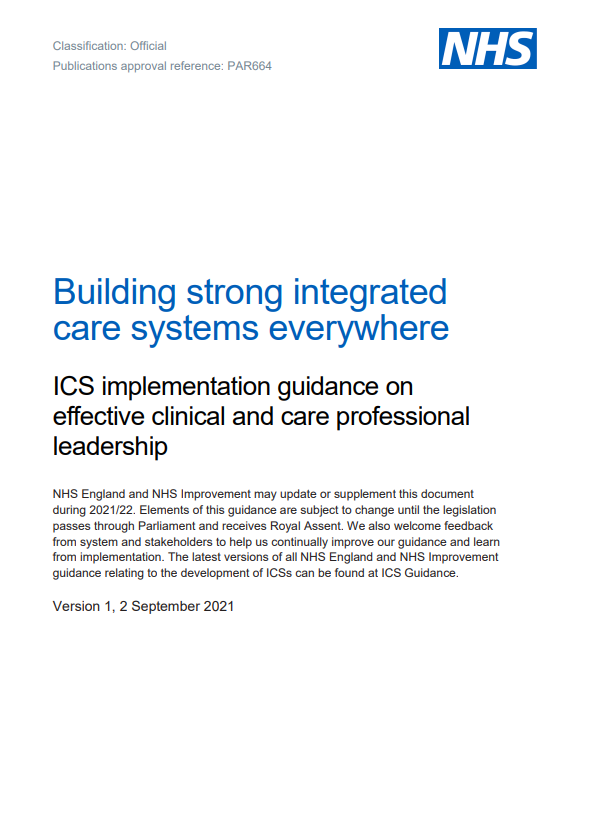 Classification: Official
Publications approval reference: PAR664
NHS
Building strong integrated
care systems everywhere
ICS implementation guidance on
effective clinical and care professional
leadership
NHS England and NHS Improvement may update or supplement this document
during 2021/22. Elements of this guidance are subject to change until the legislation
passes through Parliament and receives Royal Assent. We also welcome feedback
from system and stakeholders to help us continually improve our guidance and learn
from implementation. The latest versions of all NHS England and NHS Improvement
guidance relating to the development of ICSs can be found at ICS Guidance.
Version 1, 2 September 2021